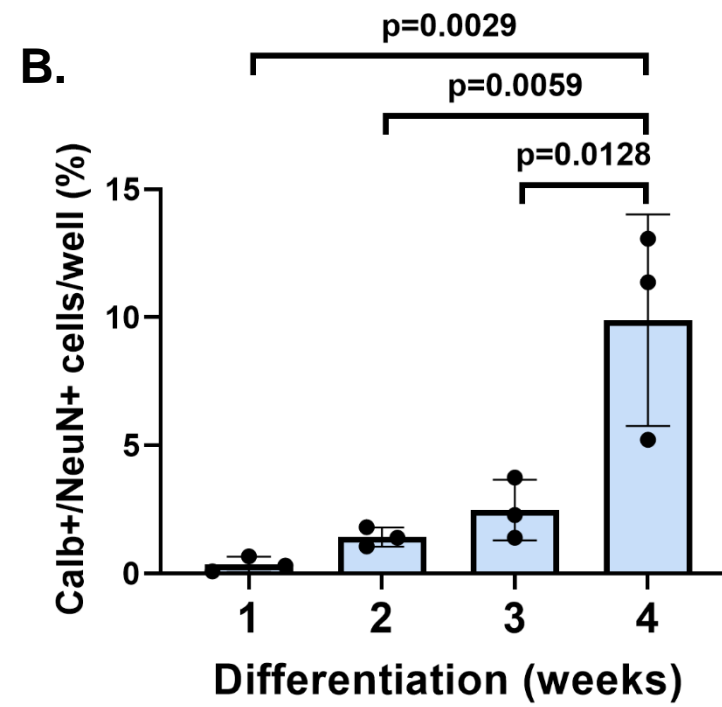 B.
p=0.0029
p=0.0059
p=0.0128
Calb+/NeuN+ cells/well (%)
15
10
5
0
1 2 3 4
Differentiation (weeks)